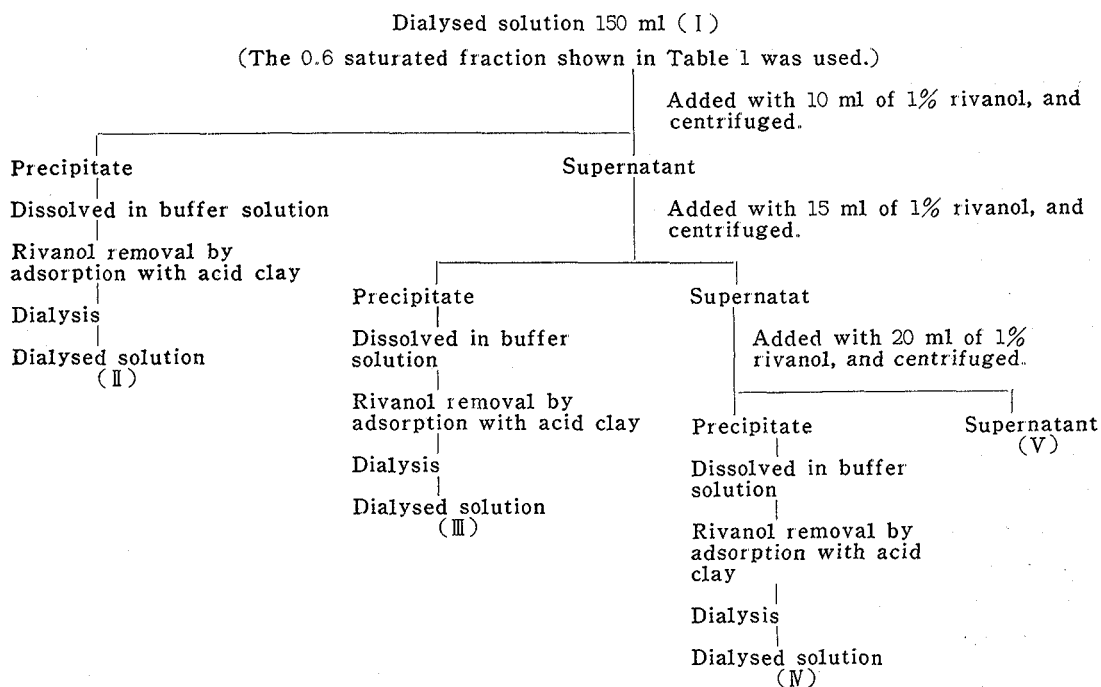 Dialysed solution 150 ml (Ⅰ)
(The 0.6 saturated fraction shown in Table 1 was used.)
Added with 10 ml of 1% rivanol, and
centrifuged.
Precipitate
Dissolved in buffer solution
Rivanol removal by
adsorption with acid clay
Dialysis
Dialysed solution
(Ⅱ)
Supernatant
Added with 15 ml of 1% rivanol, and
centrifuged.
Precipitate
Dissolved in buffer
solution
Rivanol removal by
adsorption with acid clay
Dialysis
Dialysed solution
(Ⅲ)
Supernatat
Added with 20 ml of 1%
rivanol, and centrifuged.
Precipitate
Dissolved in buffer
solution
Rivanol removal by
adsorption with acid
clay
Dialysis
Dialysed solution
(Ⅳ)
Supernatant
(Ⅴ)